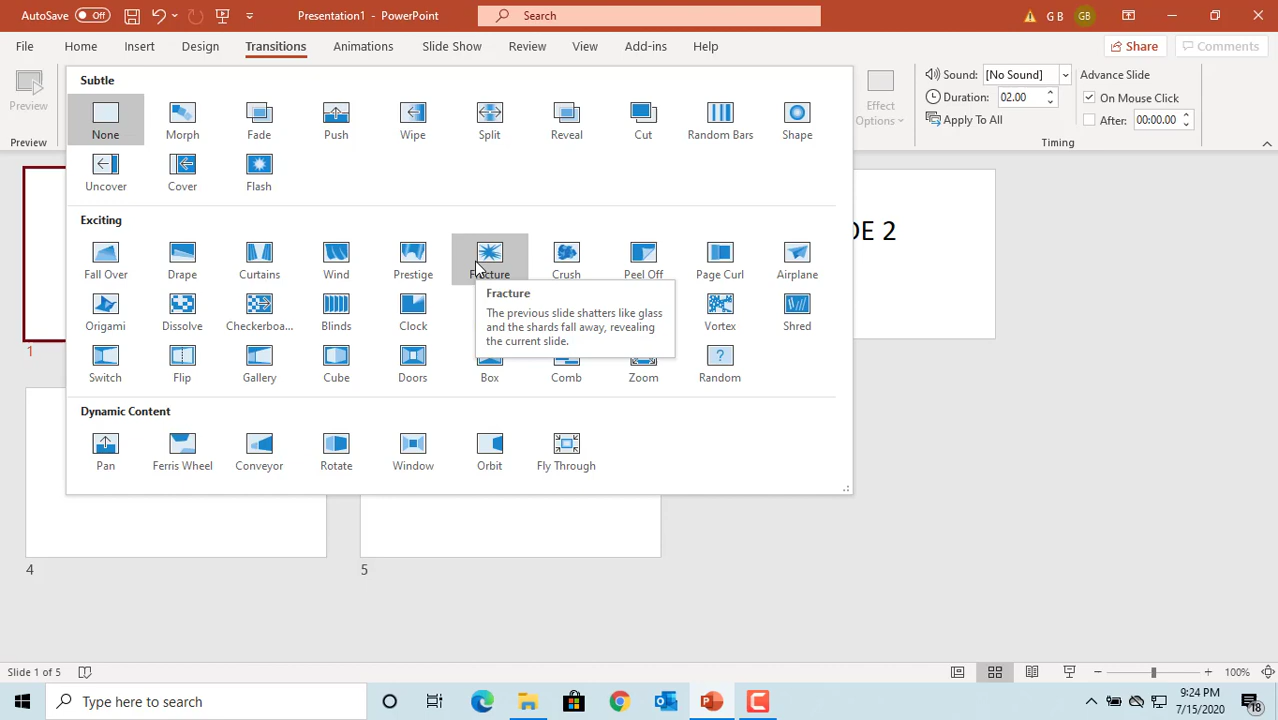 AutoSave Off Presentation1 - PowerPoint Search G B GB
File Home Insert Design Transitions Animations Slide Show Review View Add-ins Help Share Comments
Preview
Preview
Subtle
None Morph Fade Push Wipe Split Reveal Cut Random Bars Shape
Uncover Cover Flash
Exciting
Fall Over Drape Curtains Wind Prestige Fracture Crush Peel Off Page Curl Airplane
Origami Dissolve Checkerboa... Blinds Clock Vortex Shred
Switch Flip Gallery Cube Doors Box Comb Zoom Random
Dynamic Content
Pan Ferris Wheel Conveyor Rotate Window Orbit Fly Through
Fracture
The previous slide shatters like glass
and the shards fall away, revealing
the current slide.
Effect
Options
Sound: [No Sound]
Duration: 02.00
Apply To All
Advance Slide
On Mouse Click
After: 00:00.00
Timing
DE 2
1
4
5
Slide 1 of 5 100%
Type here to search
9:24 PM
7/15/2020
18